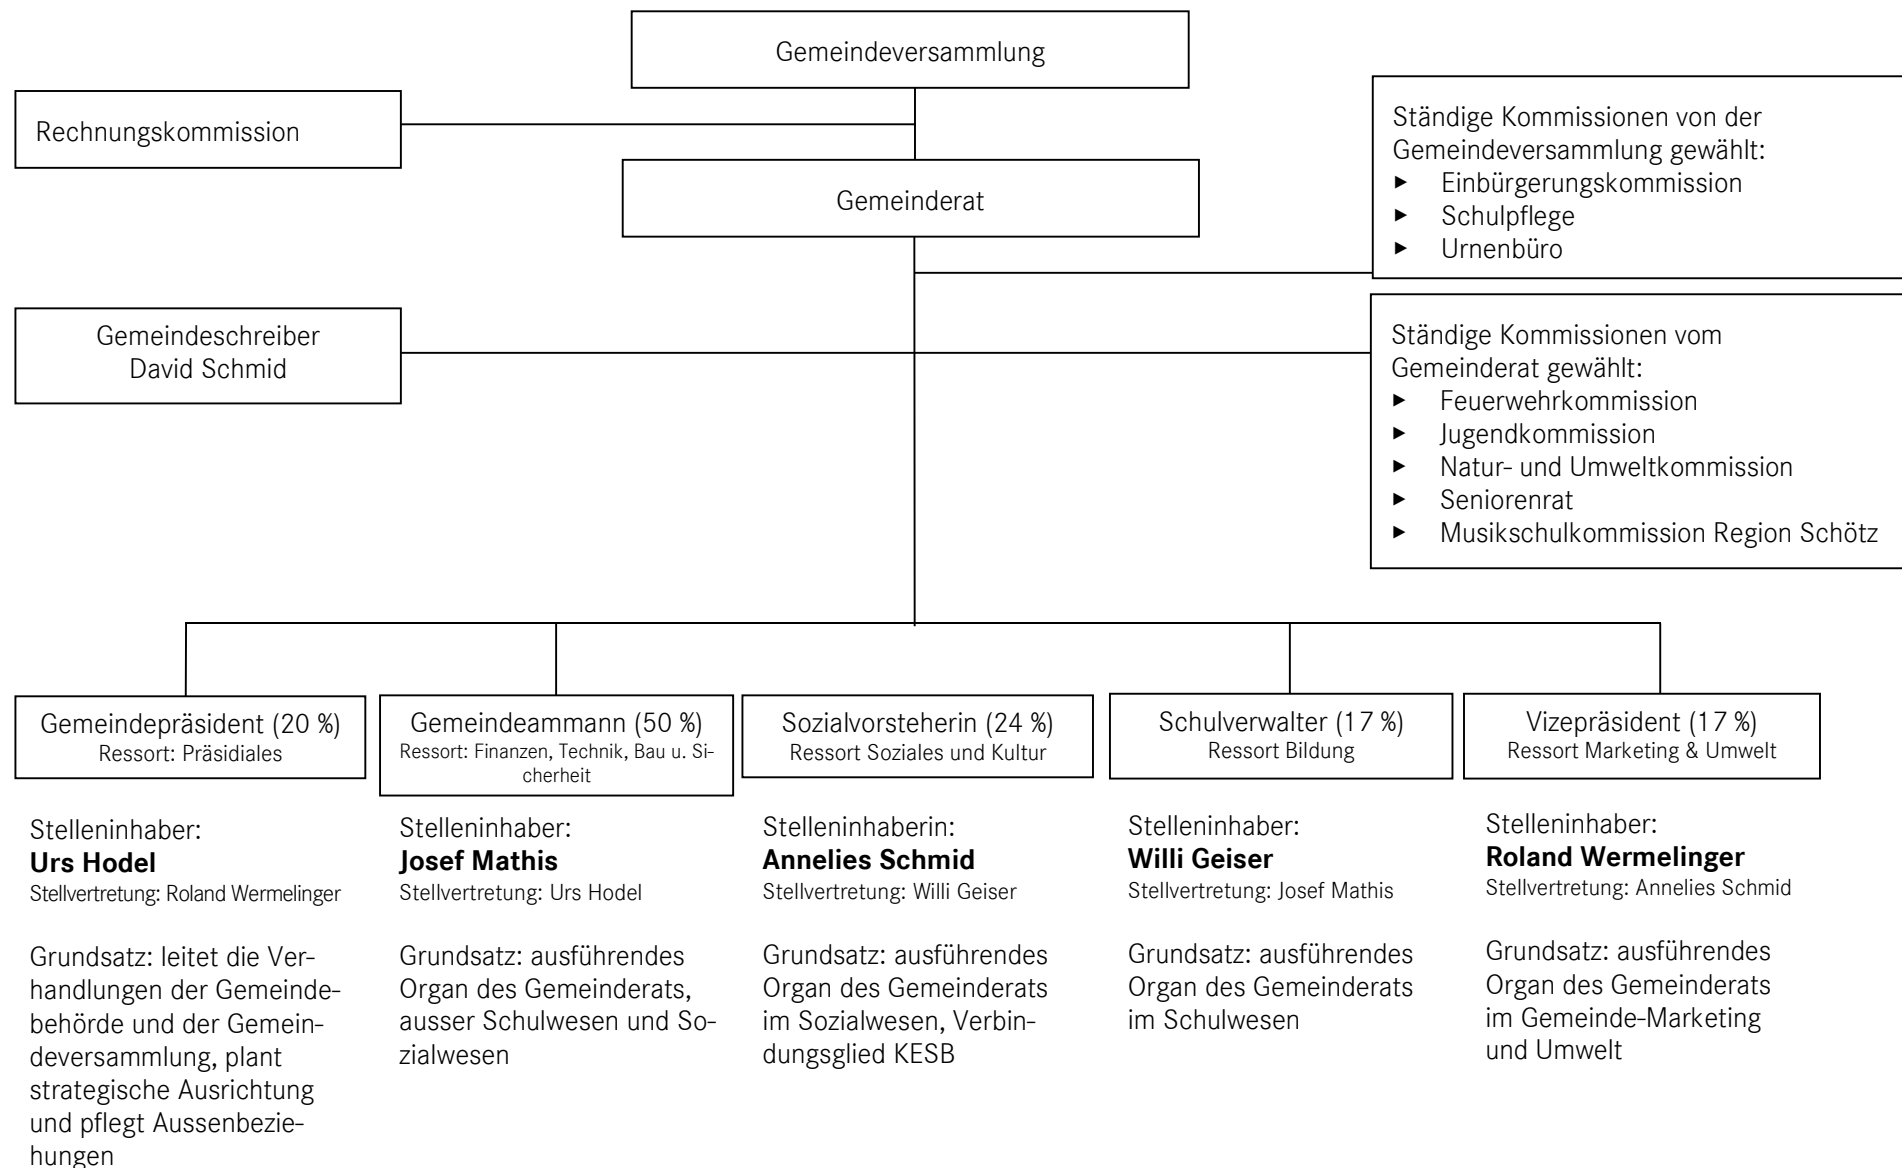 Gemeindeversammlung
Rechnungskommission
Ständige Kommissionen von der
Gemeindeversammlung gewählt:
► Einbürgerungskommission
► Schulpflege
► Urnenbüro
Gemeinderat
Gemeindeschreiber
David Schmid
Ständige Kommissionen vom
Gemeinderat gewählt:
► Feuerwehrkommission
► Jugendkommission
► Natur- und Umweltkommission
► Seniorenrat
► Musikschulkommission Region Schötz
Gemeindepräsident (20 %)
Ressort: Präsidiales
Stelleninhaber:
Urs Hodel
Stellvertretung: Roland Wermelinger
Grundsatz: leitet die Ver-
handlungen der Gemeinde-
behörde und der Gemein-
deversammlung, plant
strategische Ausrichtung
und pflegt Aussenbezie-
hungen
Gemeindeammann (50 %)
Ressort: Finanzen, Technik, Bau u. Si-
cherheit
Stelleninhaber:
Josef Mathis
Stellvertretung: Urs Hodel
Grundsatz: ausführendes
Organ des Gemeinderats,
ausser Schulwesen und So-
zialwesen
Sozialvorsteherin (24 %)
Ressort Soziales und Kultur
Stelleninhaberin:
Annelies Schmid
Stellvertretung: Willi Geiser
Grundsatz: ausführendes
Organ des Gemeinderats
im Sozialwesen, Verbin-
dungsglied KESB
Schulverwalter (17 %)
Ressort Bildung
Stelleninhaber:
Willi Geiser
Stellvertretung: Josef Mathis
Grundsatz: ausführendes
Organ des Gemeinderats
im Schulwesen
Vizepräsident (17 %)
Ressort Marketing & Umwelt
Stelleninhaber:
Roland Wermelinger
Stellvertretung: Annelies Schmid
Grundsatz: ausführendes
Organ des Gemeinderats
im Gemeinde-Marketing
und Umwelt